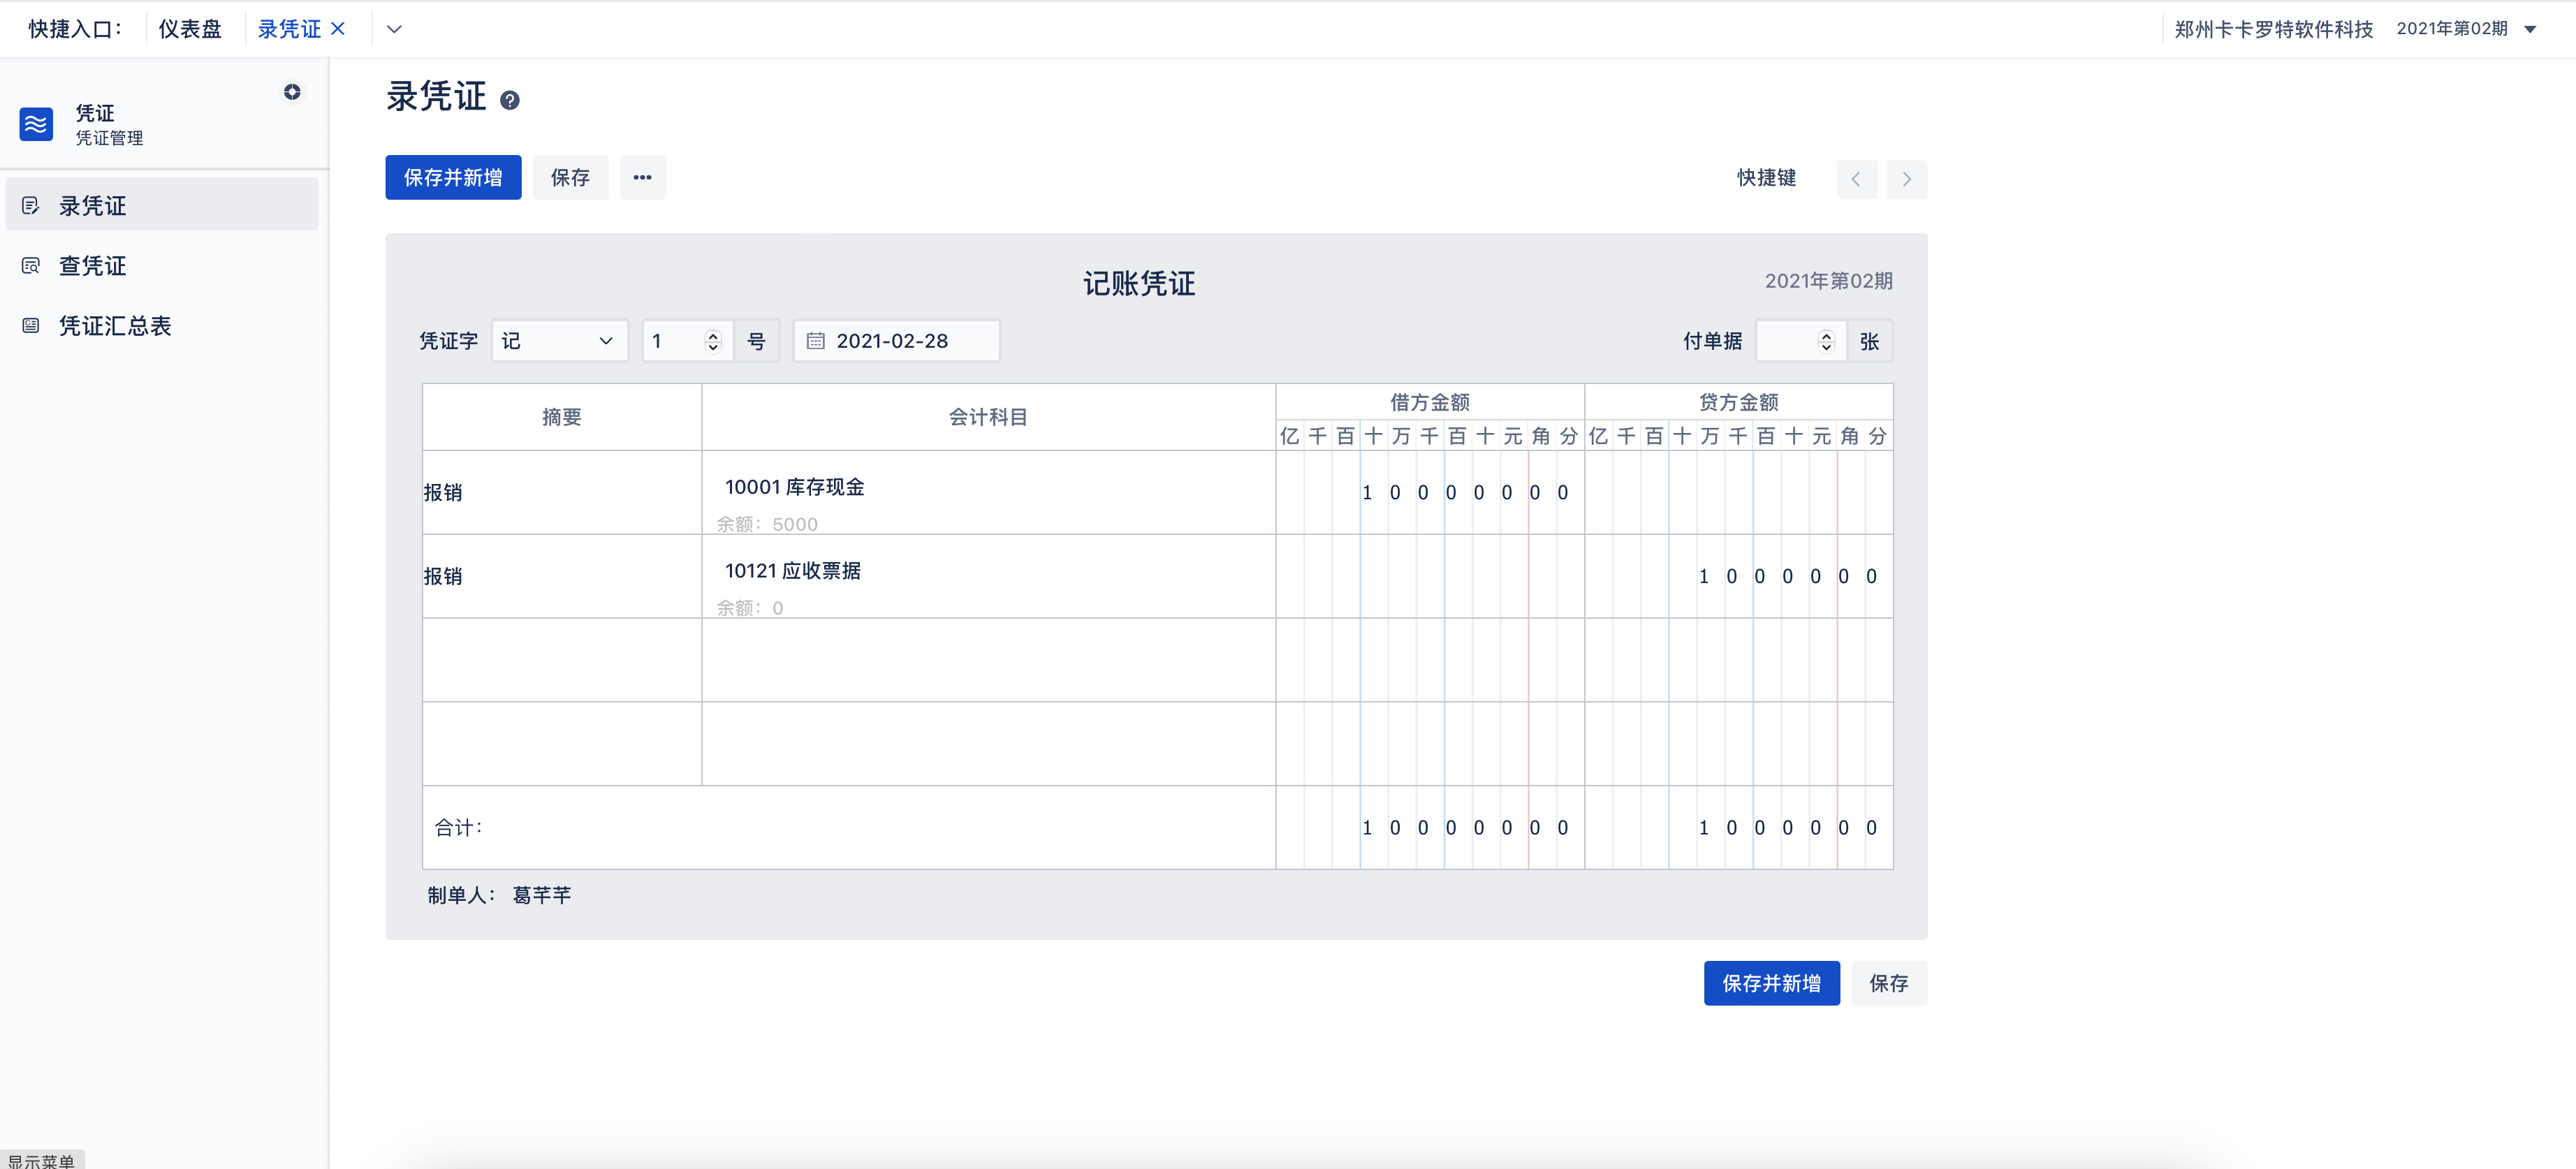 快捷入口： 仪表盘 录凭证 郑州卡卡罗特软件科技 2021年第02期
凭证
凭证管理
录凭证
查凭证
凭证汇总表
显示菜单
录凭证
保存并新增 保存 ••• 快捷键
记账凭证 2021年第02期
凭证字 记 1 号 2021-02-28 付单据 张
摘要 会计科目 借方金额 贷方金额
亿 千 百 十 万 千 百 十 元 角 分 亿 千 百 十 万 千 百 十 元 角 分
报销 10001 库存现金 1 0 0 0 0 0 0 0
余额：5000
报销 10121 应收票据 1 0 0 0 0 0 0
余额：0
合计： 1 0 0 0 0 0 0 0 1 0 0 0 0 0 0
制单人： 葛芊芊
保存并新增 保存